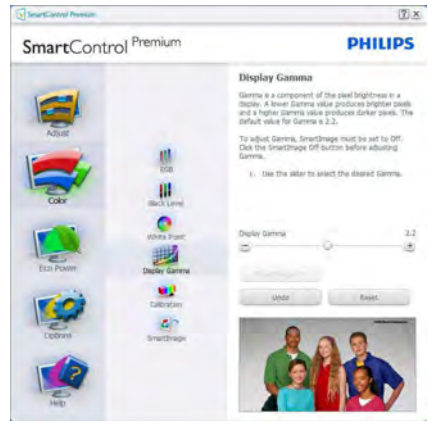 SmartControl Premium
SmartControl Premium
PHILIPS
Adjust
Color
Eco Power
Options
Help
RGB
Black Level
White Point
Display Gamma
Calibration
SmartImage
Display Gamma
Gamma is a component of the pixel brightness in a
display. A lower Gamma value produces brighter pixels
and a higher Gamma value produces darker pixels. The
default value for Gamma is 2.2.
To adjust Gamma, SmartImage must be set to Off.
Click the SmartImage Off button before adjusting
Gamma.
1. Use the slider to select the desired Gamma.
Display Gamma 2.2
Undo
Reset